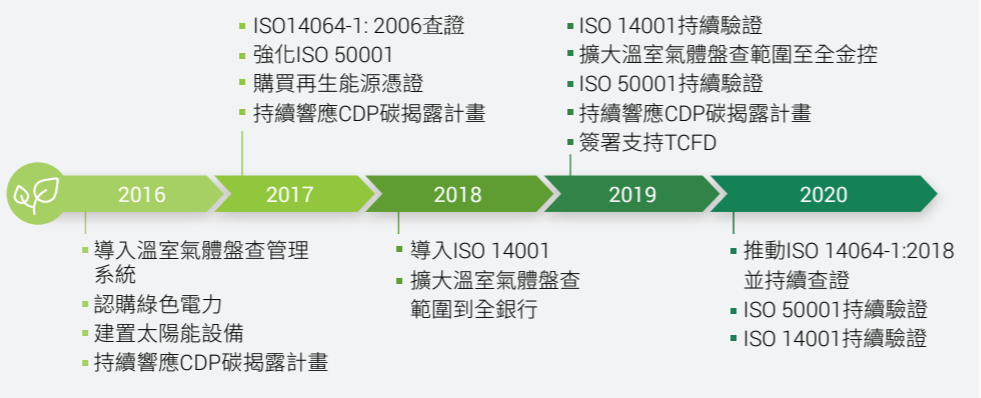 ISO14064-1: 2006查證
強化ISO 50001
購買再生能源憑證
持續響應CDP碳揭露計畫
ISO 14001持續驗證
擴大溫室氣體盤查範圍至全金控
ISO 50001持續驗證
持續響應CDP碳揭露計畫
簽署支持TCFD
2016
2017
2018
2019
2020
導入溫室氣體盤查管理
系統
認購綠色電力
建置太陽能設備
持續響應CDP碳揭露計畫
導入ISO 14001
擴大溫室氣體盤查
範圍到全銀行
推動ISO 14064-1:2018
並持續查證
ISO 50001持續驗證
ISO 14001持續驗證